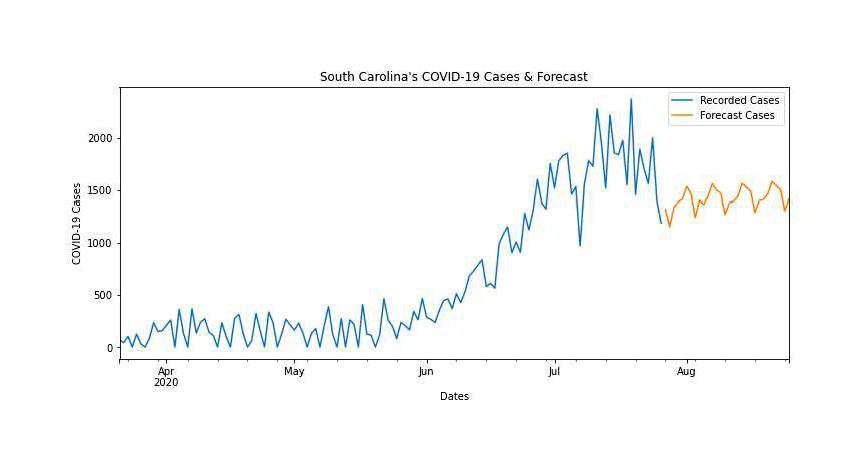 South Carolina's COVID-19 Cases & Forecast
Recorded Cases
Forecast Cases
COVID-19 Cases
2000
1500
1000
500
0
Apr
2020
May
Jun
Jul
Aug
Dates